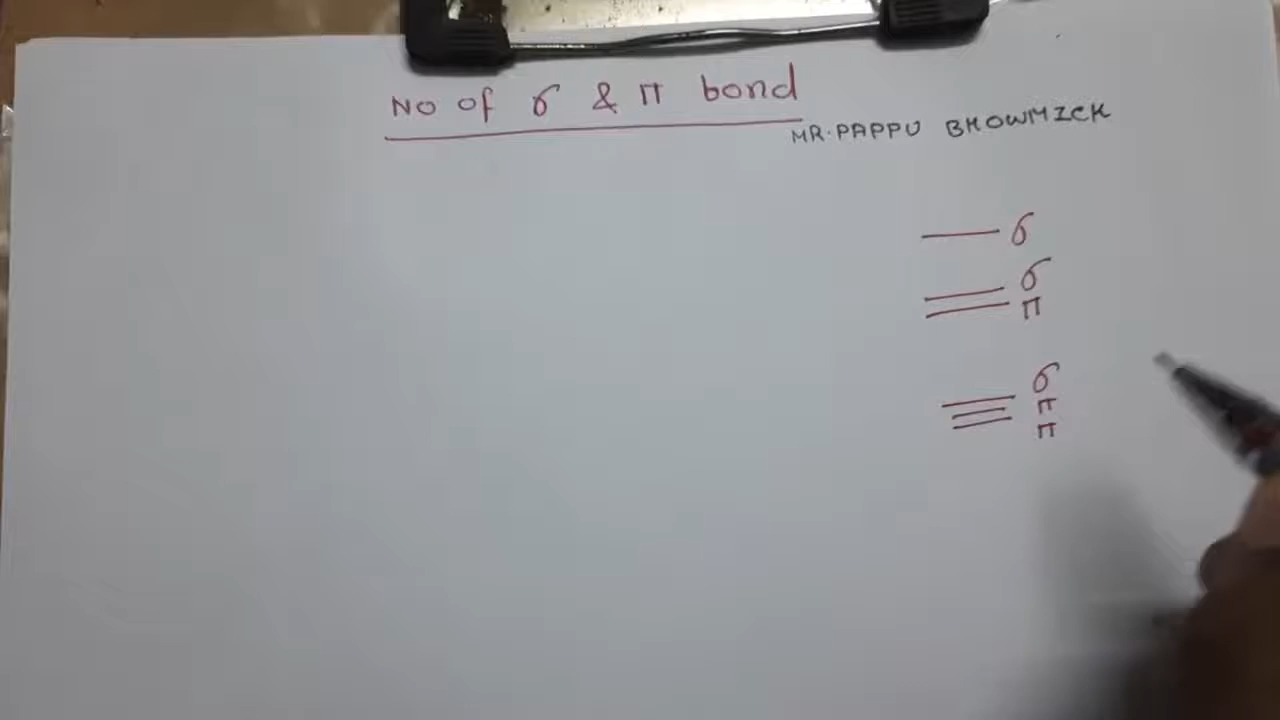 No of σ & π bond
MR. PAPPU BHOWMICK
— σ
═ σ
π
≡ σ
π
π